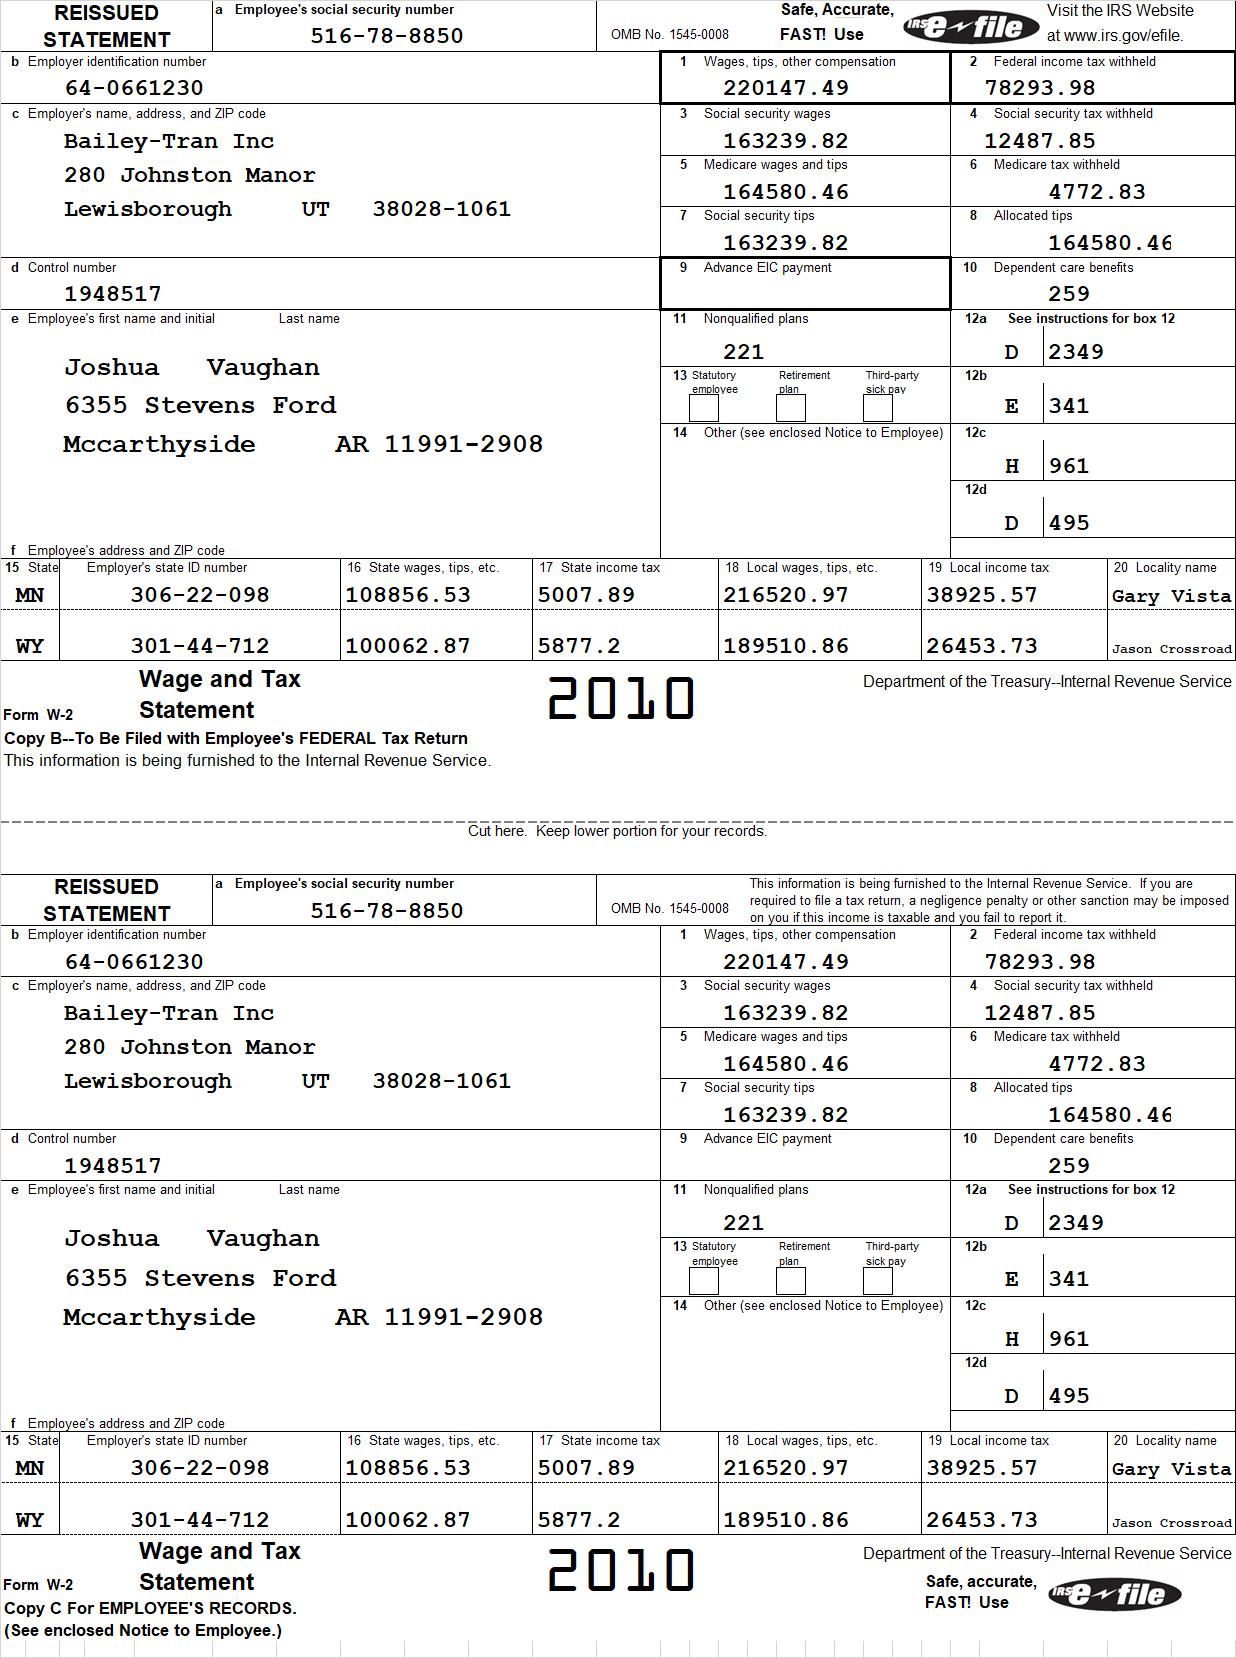 REISSUED STATEMENT
a Employee's social security number
516-78-8850
OMB No. 1545-0008
Safe, Accurate,
FAST! Use
IRS e-file
Visit the IRS Website
at www.irs.gov/efile.
b Employer identification number
64-0661230
1 Wages, tips, other compensation
220147.49
2 Federal income tax withheld
78293.98
c Employer's name, address, and ZIP code
Bailey-Tran Inc
280 Johnston Manor
Lewisborough UT 38028-1061
3 Social security wages
163239.82
4 Social security tax withheld
12487.85
5 Medicare wages and tips
164580.46
6 Medicare tax withheld
4772.83
7 Social security tips
163239.82
8 Allocated tips
164580.46
d Control number
1948517
9 Advance EIC payment
10 Dependent care benefits
259
e Employee's first name and initial Last name
Joshua Vaughan
6355 Stevens Ford
Mccarthyside AR 11991-2908
11 Nonqualified plans
221
12a See instructions for box 12
D 2349
13 Statutory employee Retirement plan Third-party sick pay
12b
E 341
14 Other (see enclosed Notice to Employee)
12c
H 961
12d
D 495
f Employee's address and ZIP code
15 State Employer's state ID number 16 State wages, tips, etc. 17 State income tax 18 Local wages, tips, etc. 19 Local income tax 20 Locality name
MN 306-22-098 108856.53 5007.89 216520.97 38925.57 Gary Vista
WY 301-44-712 100062.87 5877.2 189510.86 26453.73 Jason Crossroad
Form W-2 Wage and Tax Statement
2010
Department of the Treasury--Internal Revenue Service
Copy B--To Be Filed with Employee's FEDERAL Tax Return
This information is being furnished to the Internal Revenue Service.
Cut here. Keep lower portion for your records.
REISSUED STATEMENT
a Employee's social security number
516-78-8850
OMB No. 1545-0008
This information is being furnished to the Internal Revenue Service. If you are
required to file a tax return, a negligence penalty or other sanction may be imposed
on you if this income is taxable and you fail to report it.
b Employer identification number
64-0661230
1 Wages, tips, other compensation
220147.49
2 Federal income tax withheld
78293.98
c Employer's name, address, and ZIP code
Bailey-Tran Inc
280 Johnston Manor
Lewisborough UT 38028-1061
3 Social security wages
163239.82
4 Social security tax withheld
12487.85
5 Medicare wages and tips
164580.46
6 Medicare tax withheld
4772.83
7 Social security tips
163239.82
8 Allocated tips
164580.46
d Control number
1948517
9 Advance EIC payment
10 Dependent care benefits
259
e Employee's first name and initial Last name
Joshua Vaughan
6355 Stevens Ford
Mccarthyside AR 11991-2908
11 Nonqualified plans
221
12a See instructions for box 12
D 2349
13 Statutory employee Retirement plan Third-party sick pay
12b
E 341
14 Other (see enclosed Notice to Employee)
12c
H 961
12d
D 495
f Employee's address and ZIP code
15 State Employer's state ID number 16 State wages, tips, etc. 17 State income tax 18 Local wages, tips, etc. 19 Local income tax 20 Locality name
MN 306-22-098 108856.53 5007.89 216520.97 38925.57 Gary Vista
WY 301-44-712 100062.87 5877.2 189510.86 26453.73 Jason Crossroad
Form W-2 Wage and Tax Statement
2010
Department of the Treasury--Internal Revenue Service
Safe, accurate,
FAST! Use
IRS e-file
Copy C For EMPLOYEE'S RECORDS.
(See enclosed Notice to Employee.)